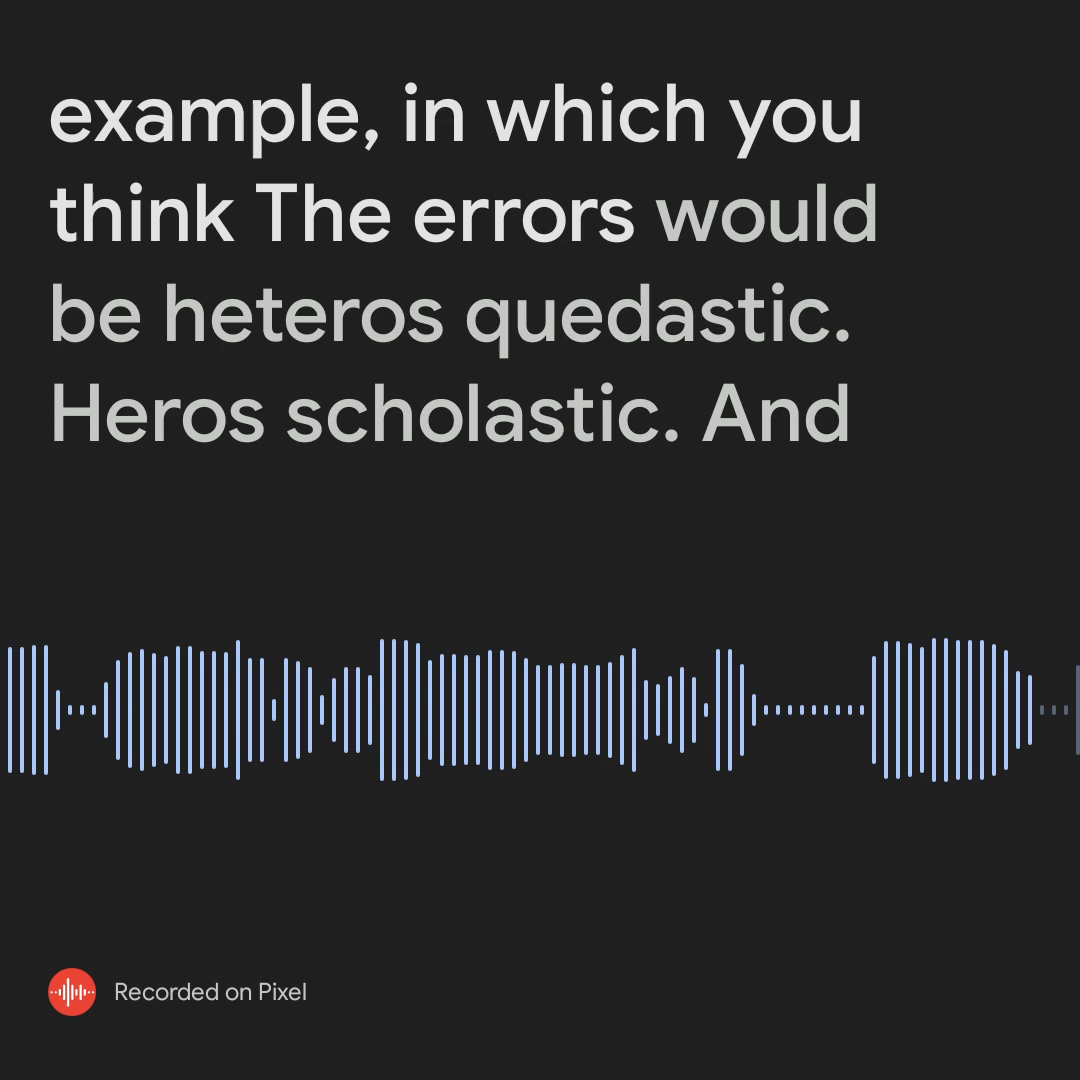 example, in which you
think The errors would
be heteros quedastic.
Heros scholastic. And
Recorded on Pixel